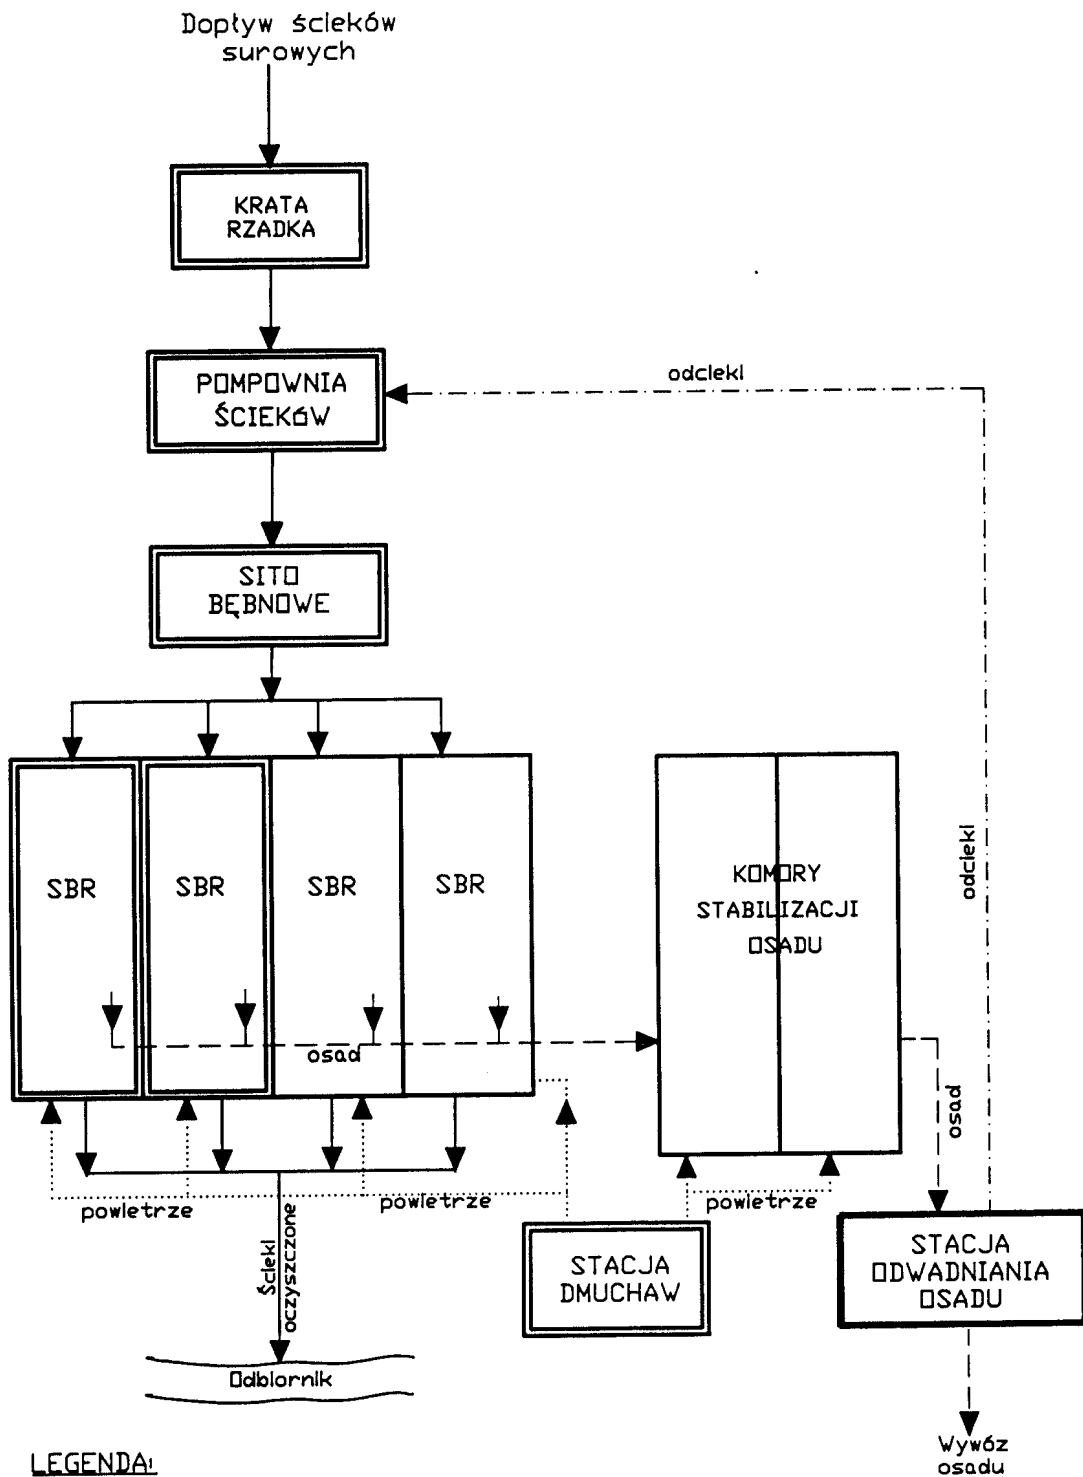 Dopływ ścieków
surowych
KRATA
RZADKA
POMPOWNIA
ŚCIEKÓW
odcieki
SITO
BĘBNOWE
SBR
SBR
SBR
SBR
KOMORY
STABILIZACJI
OSADU
odcieki
osad
osad
powietrze
powietrze
powietrze
Ścieki
oczyszczone
STACJA
DMUCHAW
STACJA
ODWADNIANIA
OSADU
Odbiornik
Wywóz
osadu
LEGENDA: